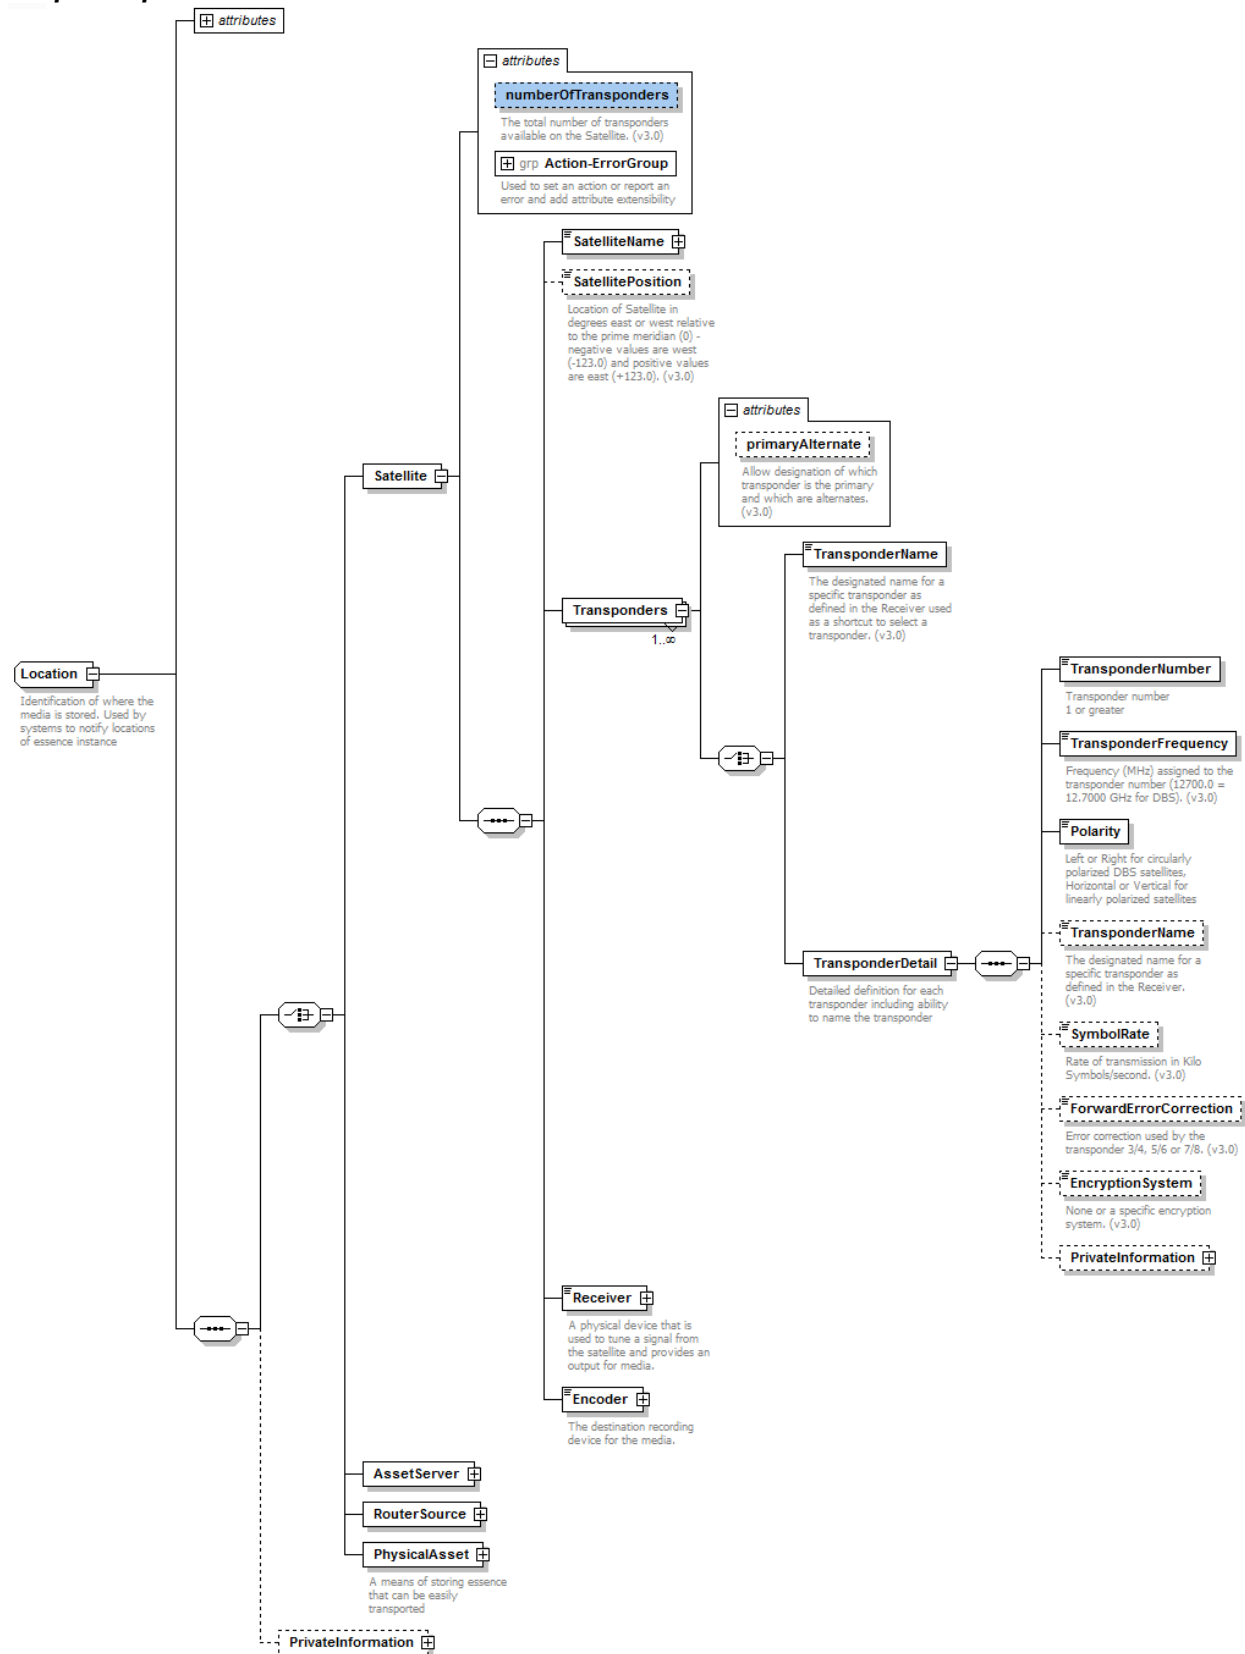 attributes
attributes
numberOfTransponders
The total number of transponders
available on the Satellite. (v3.0)
grp Action-ErrorGroup
Used to set an action or report an
error and add attribute extensibility
SatelliteName
SatellitePosition
Location of Satellite in
degrees east or west relative
to the prime meridian (0) -
negative values are west
(-123.0) and positive values
are east (+123.0). (v3.0)
attributes
primaryAlternate
Allow designation of which
transponder is the primary
and which are alternates.
(v3.0)
Satellite
TransponderName
The designated name for a
specific transponder as
defined in the Receiver used
as a shortcut to select a
transponder. (v3.0)
Transponders
1..∞
Location
Identification of where the
media is stored. Used by
systems to notify locations
of essence instance
TransponderNumber
Transponder number
1 or greater
TransponderFrequency
Frequency (MHz) assigned to the
transponder number (12700.0 =
12.7000 GHz for DBS). (v3.0)
Polarity
Left or Right for circularly
polarized DBS satellites,
Horizontal or Vertical for
linearly polarized satellites
TransponderName
The designated name for a
specific transponder as
defined in the Receiver.
(v3.0)
TransponderDetail
Detailed definition for each
transponder including ability
to name the transponder
SymbolRate
Rate of transmission in Kilo
Symbols/second. (v3.0)
ForwardErrorCorrection
Error correction used by the
transponder 3/4, 5/6 or 7/8. (v3.0)
EncryptionSystem
None or a specific encryption
system. (v3.0)
PrivateInformation
Receiver
A physical device that is
used to tune a signal from
the satellite and provides an
output for media.
Encoder
The destination recording
device for the media.
AssetServer
RouterSource
PhysicalAsset
A means of storing essence
that can be easily
transported
PrivateInformation